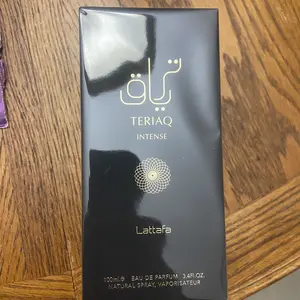 ترياق
TERIAQ
INTENSE
Lattafa
100ml ℮ EAU DE PARFUM 3.4FL.OZ.
NATURAL SPRAY, VAPORISATEUR